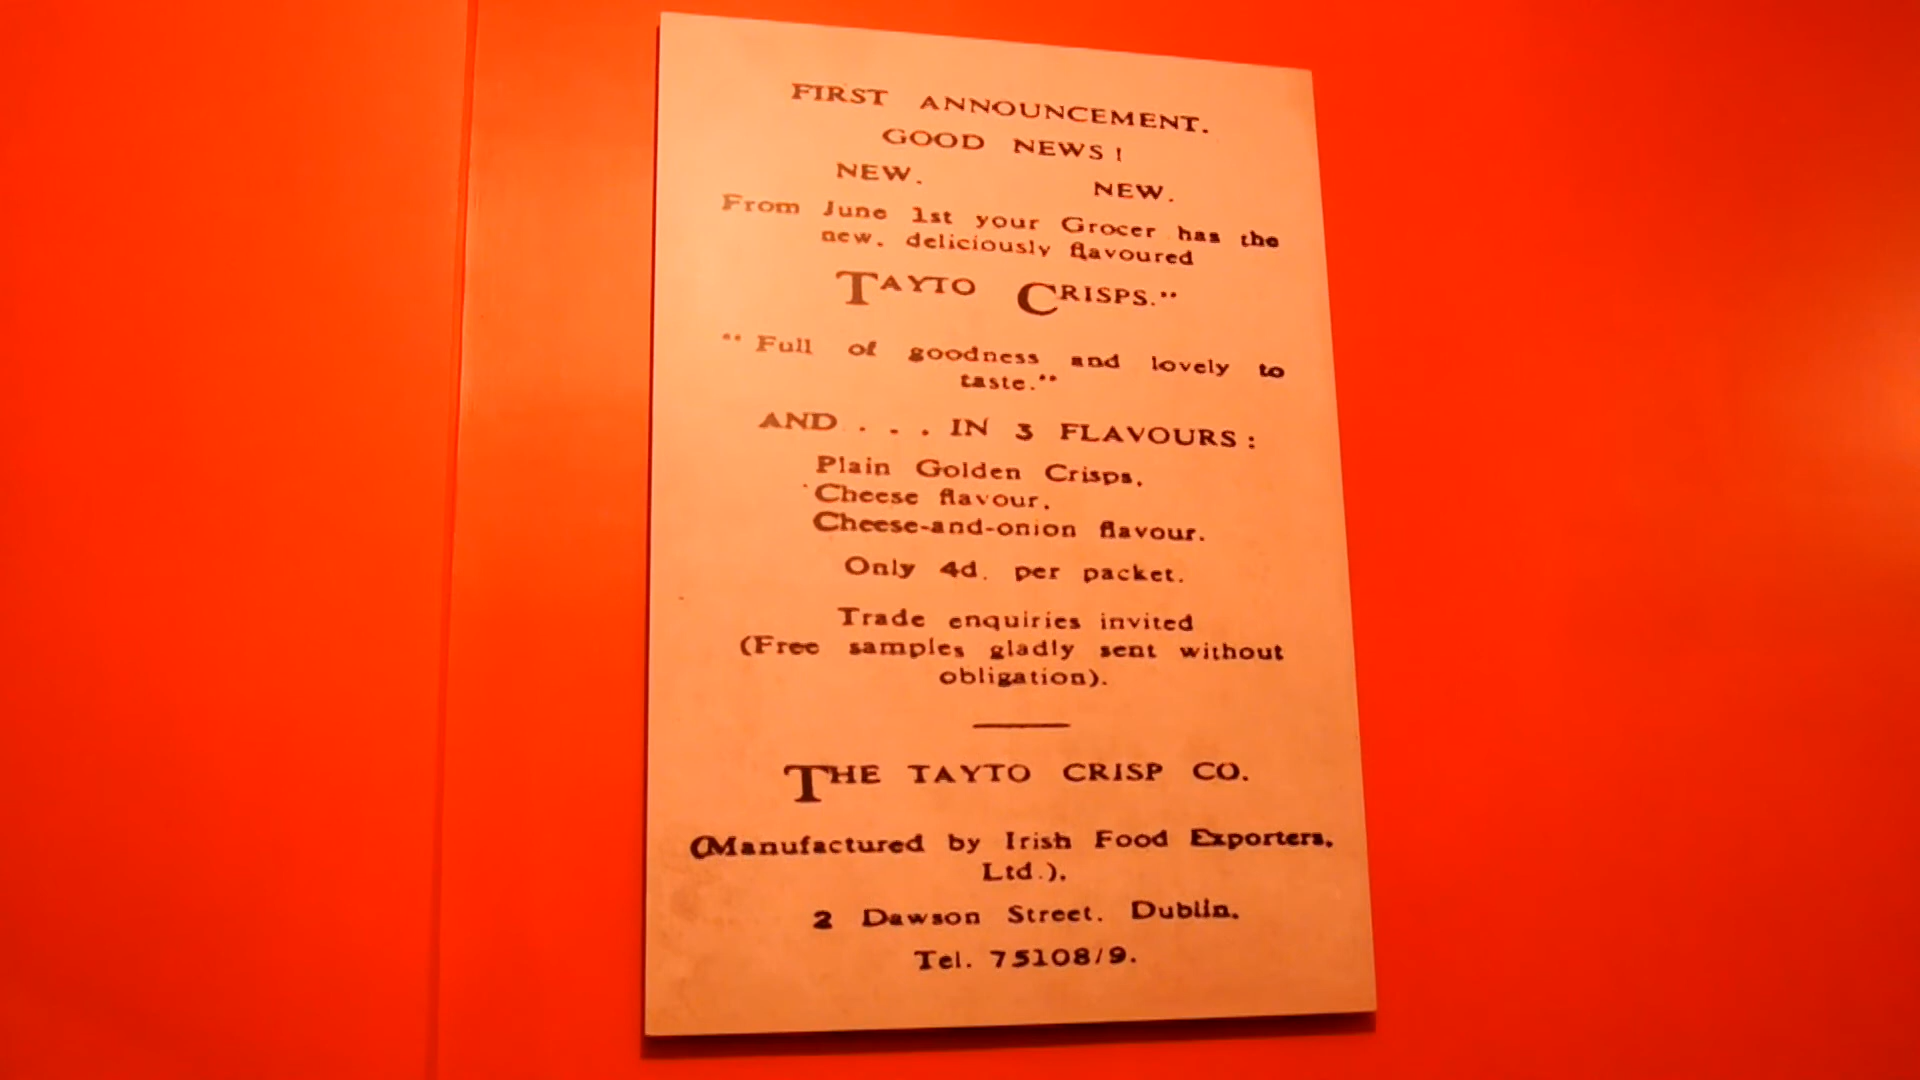 FIRST ANNOUNCEMENT.
GOOD NEWS!
NEW. NEW.
From June 1st your Grocer has the
new, deliciously flavoured
TAYTO CRISPS."
"Full of goodness and lovely to
taste."
AND . . . IN 3 FLAVOURS:
Plain Golden Crisps.
Cheese flavour.
Cheese-and-onion flavour.
Only 4d. per packet.
Trade enquiries invited
(Free samples gladly sent without
obligation).
THE TAYTO CRISP CO.
(Manufactured by Irish Food Exporters,
Ltd.).
2 Dawson Street. Dublin.
Tel. 75108/9.